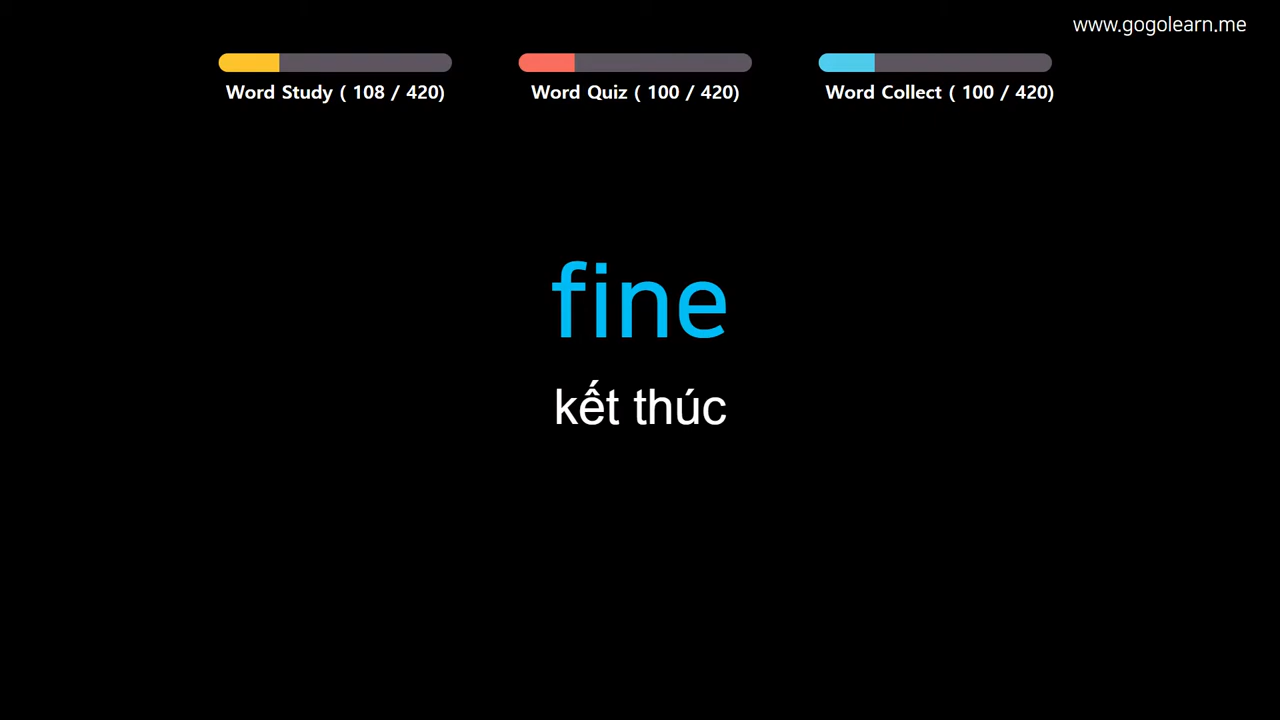 www.gogolearn.me
Word Study ( 108 / 420)
Word Quiz ( 100 / 420)
Word Collect ( 100 / 420)
fine
kết thúc